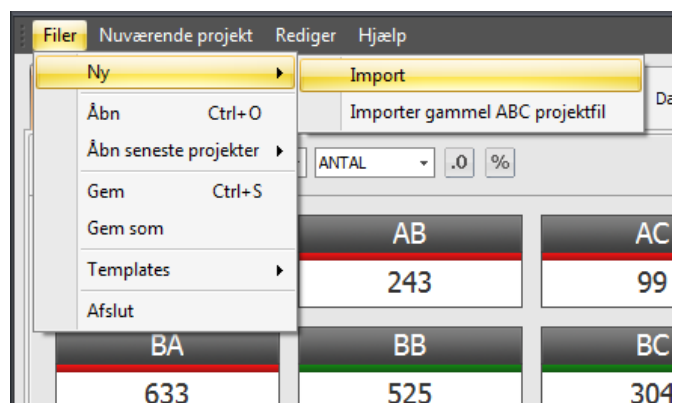 Filer Nuværende projekt Rediger Hjælp
Ny Import
Åbn Ctrl+O Importer gammel ABC projektfil
Åbn seneste projekter ANTAL .0 %
Gem Ctrl+S
Gem som AB AC
243 99
Templates
Afslut
BA BB BC
633 525 304